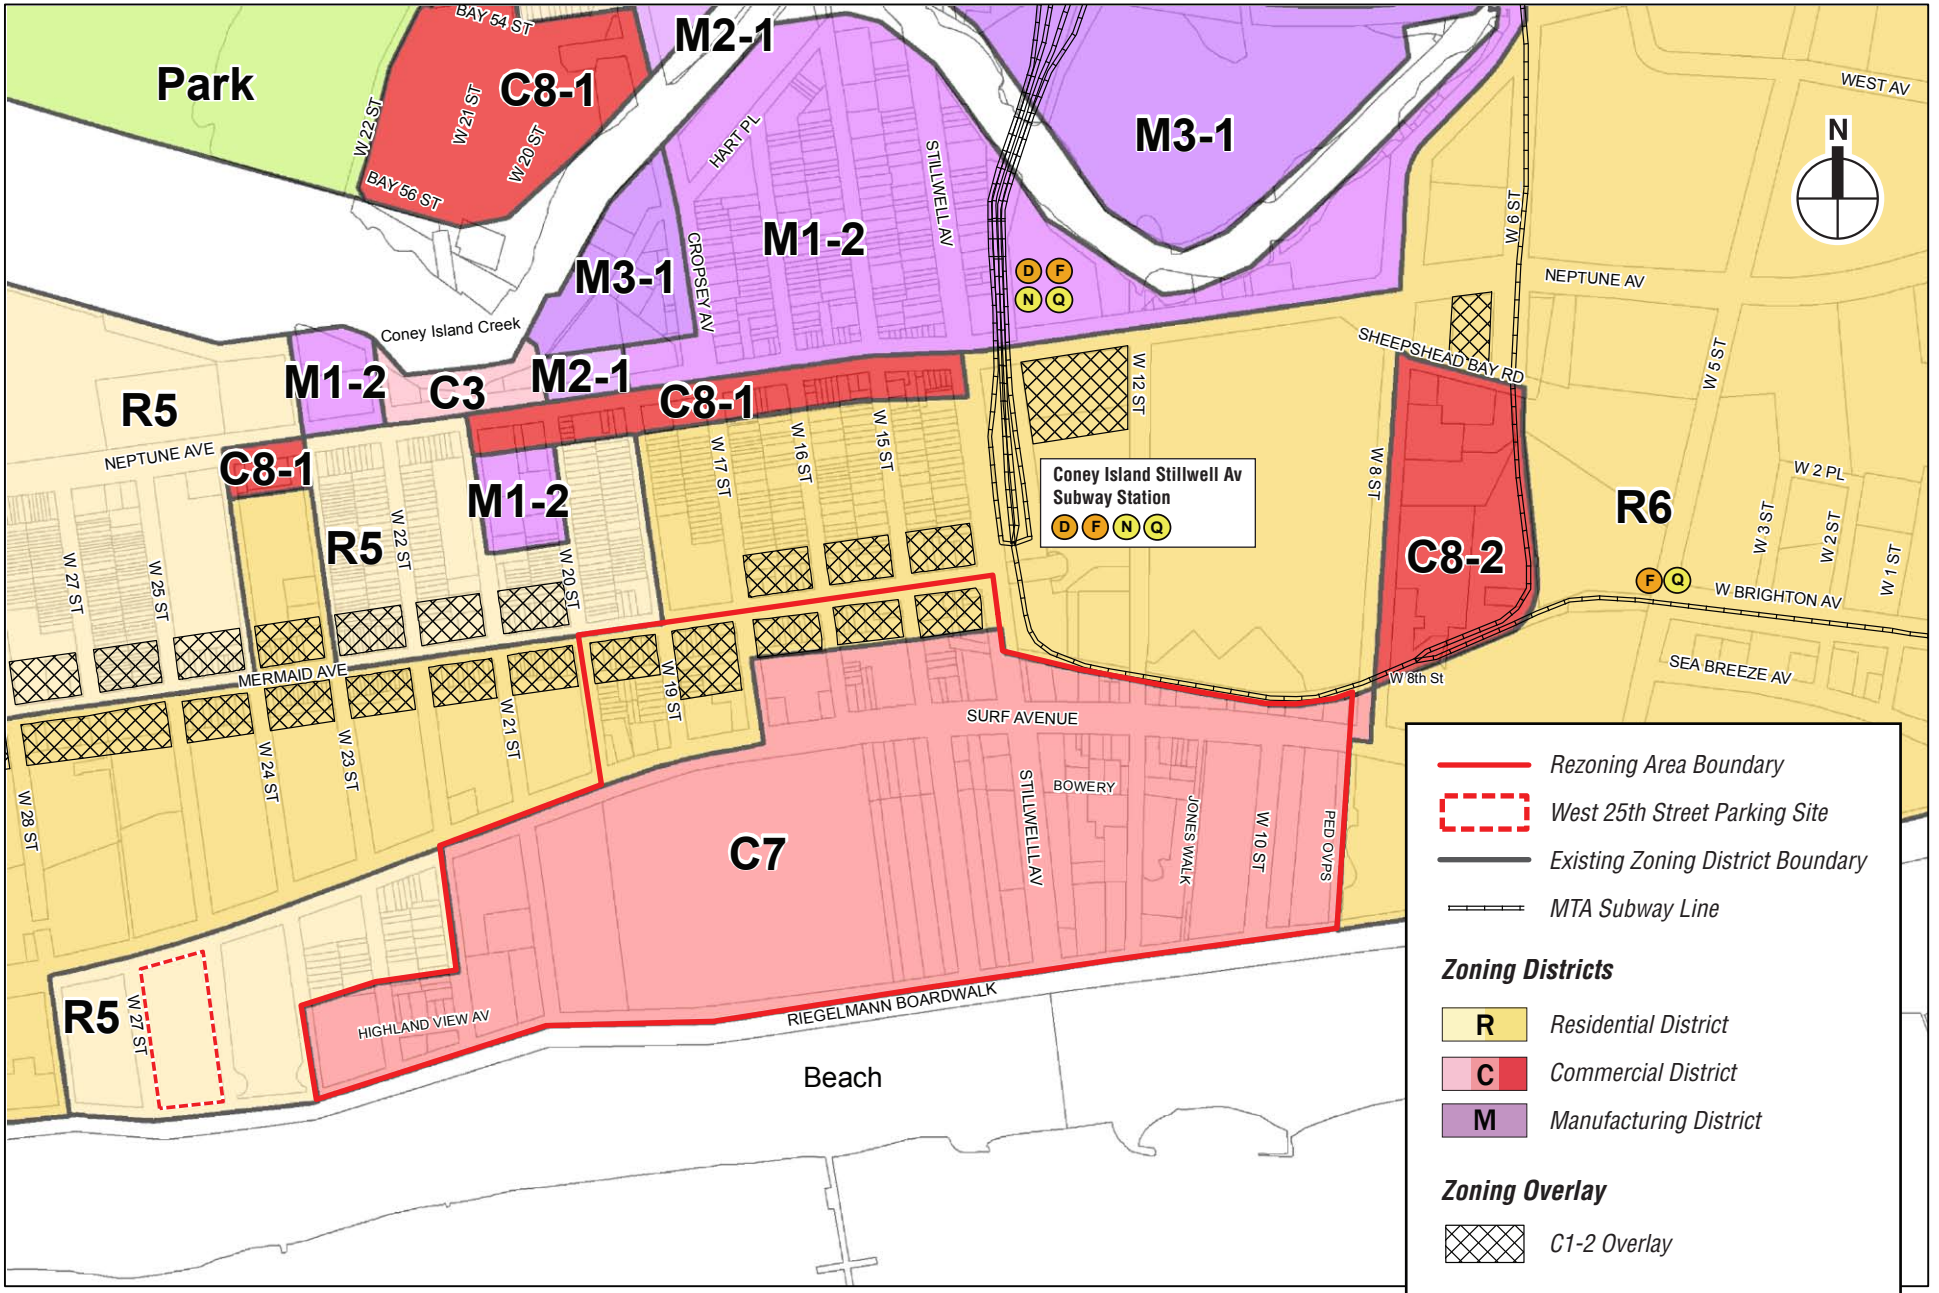 BAY 54 ST
M2-1
Park
C8-1
WEST AV
W 22 ST
W 21 ST
W 20 ST
HART PL
M3-1
N
STILLWELL AV
BAY 56 ST
M1-2
W 6 ST
CROPSEY AV
M3-1
D F
N Q
NEPTUNE AV
Coney Island Creek
SHEEPSHEAD BAY RD
W 5 ST
M1-2
C3
M2-1
C8-1
W 12 ST
R5
NEPTUNE AVE
C8-1
W 17 ST
W 16 ST
W 15 ST
Coney Island Stillwell Av
Subway Station
D F N Q
W 8 ST
W 2 PL
M1-2
R6
W 3 ST
W 2 ST
W 1 ST
R5
W 22 ST
C8-2
W 27 ST
W 25 ST
W 20 ST
F Q
W BRIGHTON AV
MERMAID AVE
W 19 ST
W 8th St
SEA BREEZE AV
W 21 ST
SURF AVENUE
W 24 ST
W 23 ST
W 28 ST
STILLWELLL AV
BOWERY
JONES WALK
W 10 ST
PED OVPS
C7
R5
W 27 ST
HIGHLAND VIEW AV
RIEGELMANN BOARDWALK
Beach
Rezoning Area Boundary
West 25th Street Parking Site
Existing Zoning District Boundary
MTA Subway Line
Zoning Districts
R Residential District
C Commercial District
M Manufacturing District
Zoning Overlay
C1-2 Overlay